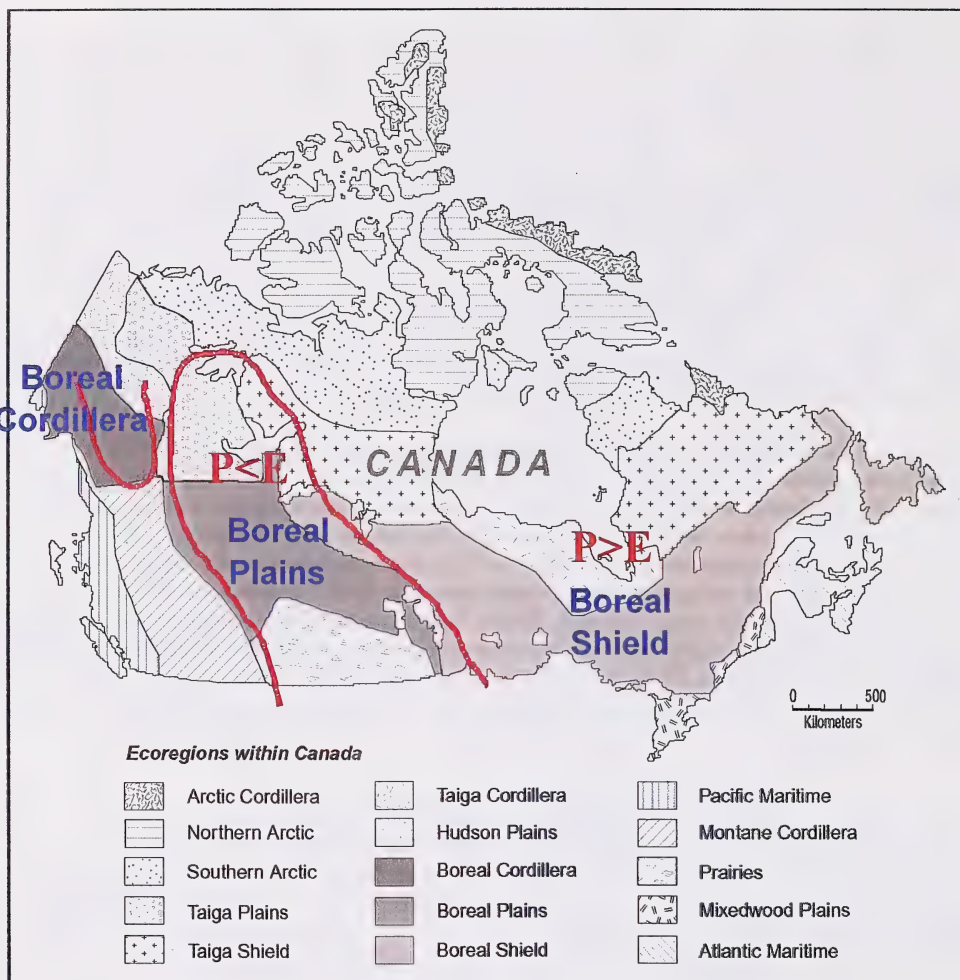 Boreal
Cordillera
P<E
CANADA
Boreal
Plains
P>E
Boreal
Shield
0 500
Kilometers
Ecoregions within Canada
Arctic Cordillera
Northern Arctic
Southern Arctic
Taiga Plains
Taiga Shield
Taiga Cordillera
Hudson Plains
Boreal Cordillera
Boreal Plains
Boreal Shield
Pacific Maritime
Montane Cordillera
Prairies
Mixedwood Plains
Atlantic Maritime